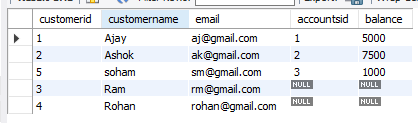 customerid customername email accountsid balance
1 Ajay aj@gmail.com 1 5000
2 Ashok ak@gmail.com 2 7500
5 soham sm@gmail.com 3 1000
3 Ram rm@gmail.com NULL NULL
4 Rohan rohan@gmail.com NULL NULL